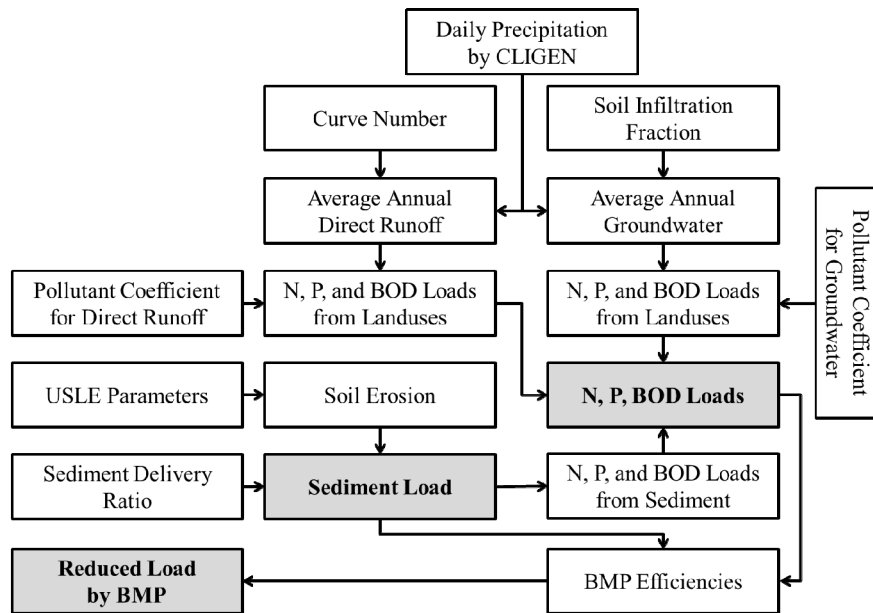 Daily Precipitation
by CLIGEN
Curve Number
Soil Infiltration
Fraction
Average Annual
Direct Runoff
Average Annual
Groundwater
Pollutant Coefficient
for Groundwater
Pollutant Coefficient
for Direct Runoff
N, P, and BOD Loads
from Landuses
N, P, and BOD Loads
from Landuses
USLE Parameters
Soil Erosion
N, P, BOD Loads
Sediment Delivery
Ratio
Sediment Load
N, P, and BOD Loads
from Sediment
Reduced Load
by BMP
BMP Efficiencies